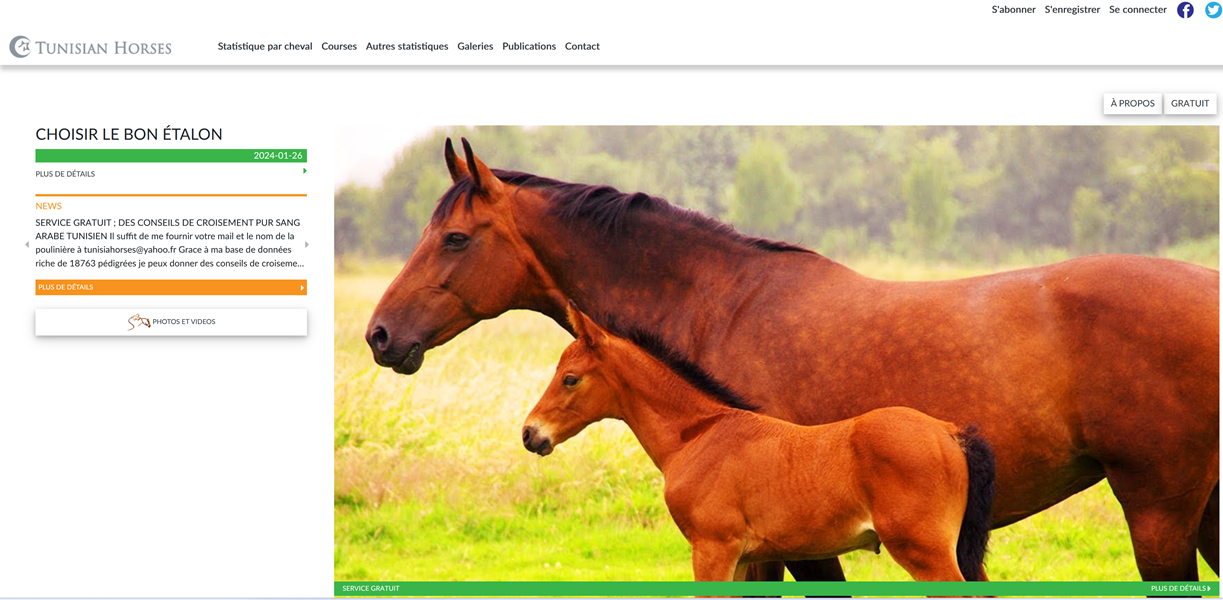 S'abonner S'enregistrer Se connecter
TUNISIAN HORSES
Statistique par cheval Courses Autres statistiques Galeries Publications Contact
À PROPOS GRATUIT
CHOISIR LE BON ÉTALON
2024-01-26
PLUS DE DÉTAILS
NEWS
SERVICE GRATUIT ; DES CONSEILS DE CROISEMENT PUR SANG
ARABE TUNISIEN Il suffit de me fournir votre mail et le nom de la
poulinière à tunisiahorses@yahoo.fr Grace à ma base de données
riche de 18763 pédigrées je peux donner des conseils de croiseme...
PLUS DE DÉTAILS
PHOTOS ET VIDEOS
SERVICE GRATUIT PLUS DE DÉTAILS